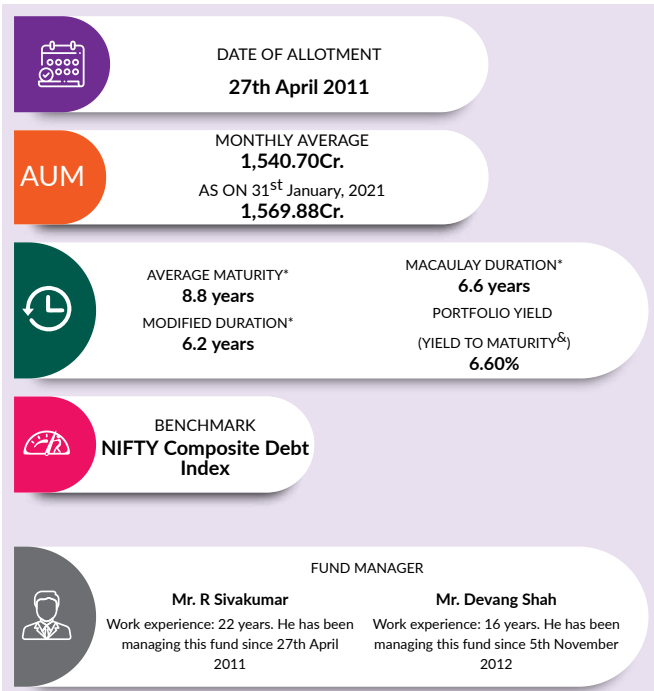 DATE OF ALLOTMENT
27th April 2011
AUM
MONTHLY AVERAGE
1,540.70Cr.
AS ON 31st January, 2021
1,569.88Cr.
AVERAGE MATURITY*
8.8 years
MODIFIED DURATION*
6.2 years
MACAULAY DURATION*
6.6 years
PORTFOLIO YIELD
(YIELD TO MATURITY&)
6.60%
BENCHMARK
NIFTY Composite Debt
Index
FUND MANAGER
Mr. R Sivakumar
Work experience: 22 years. He has been
managing this fund since 27th April
2011
Mr. Devang Shah
Work experience: 16 years. He has been
managing this fund since 5th November
2012